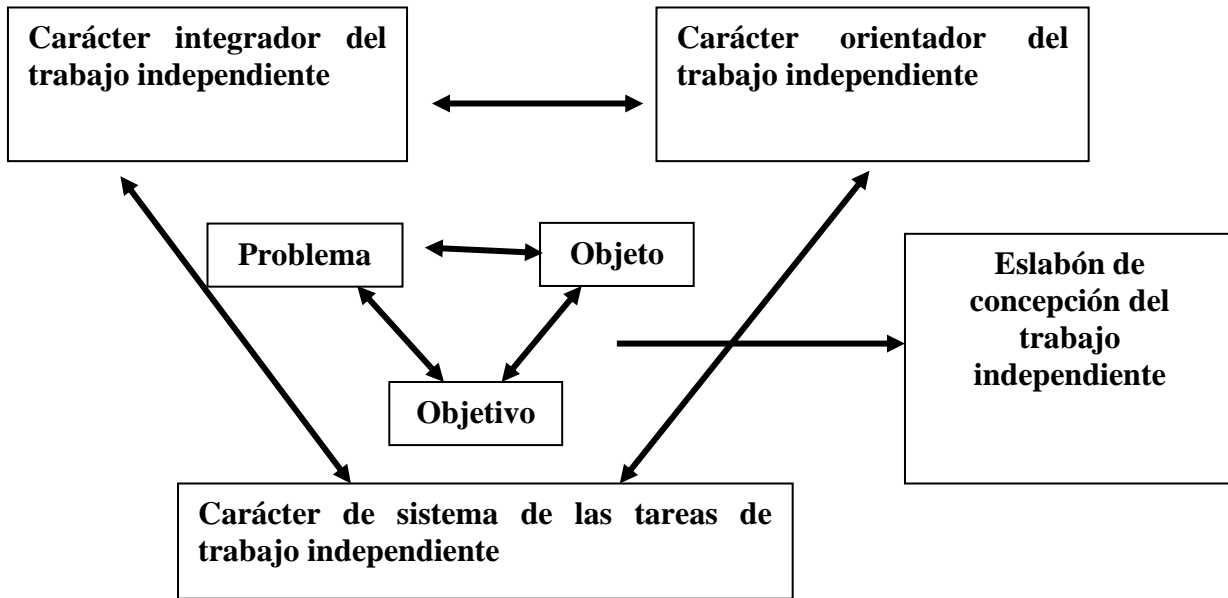 Carácter integrador del
trabajo independiente
Carácter orientador del
trabajo independiente
Problema
Objeto
Objetivo
Eslabón de
concepción del
trabajo
independiente
Carácter de sistema de las tareas de
trabajo independiente